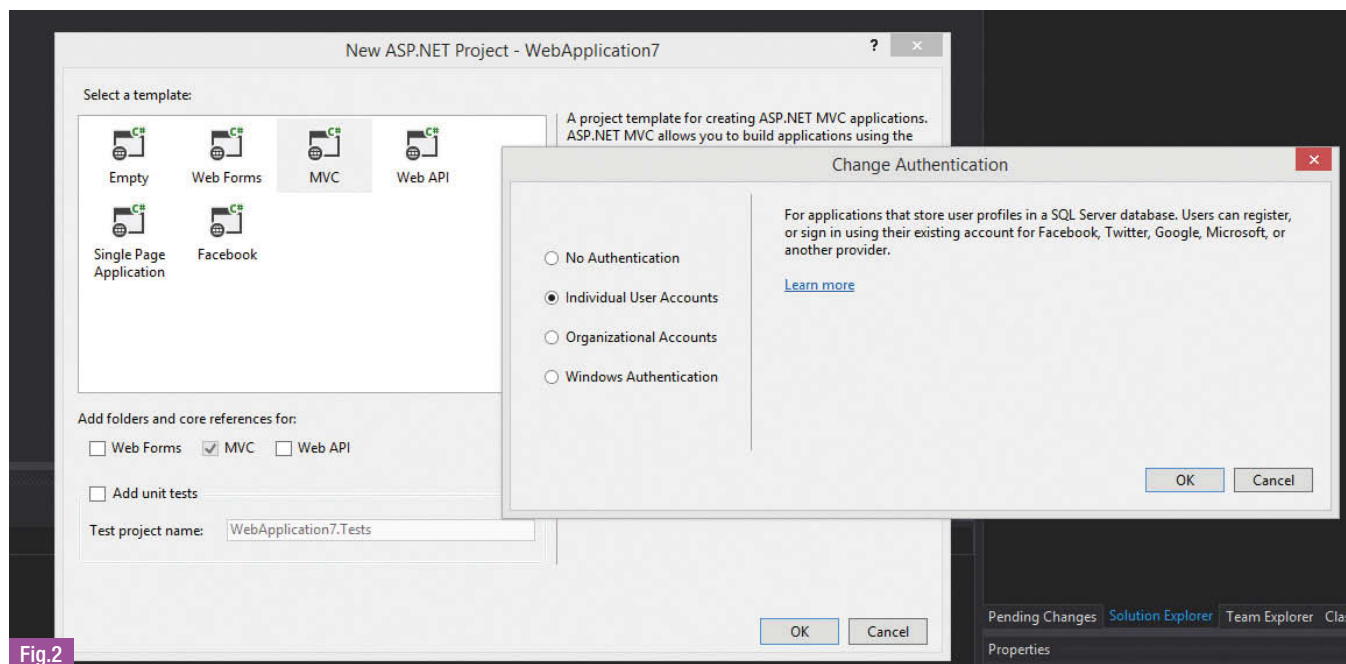 New ASP.NET Project - WebApplication7
?
Select a template:
C#
C#
C#
C#
Empty
Web Forms
MVC
Web API
C#
C#
Single Page
Application
Facebook
A project template for creating ASP.NET MVC applications.
ASP.NET MVC allows you to build applications using the
Add folders and core references for:
Web Forms
MVC
Web API
Add unit tests
Test project name:
WebApplication7.Tests
OK
Cancel
Change Authentication
No Authentication
Individual User Accounts
Organizational Accounts
Windows Authentication
For applications that store user profiles in a SQL Server database. Users can register,
or sign in using their existing account for Facebook, Twitter, Google, Microsoft, or
another provider.
Learn more
OK
Cancel
Pending Changes
Solution Explorer
Team Explorer
Properties
Fig.2